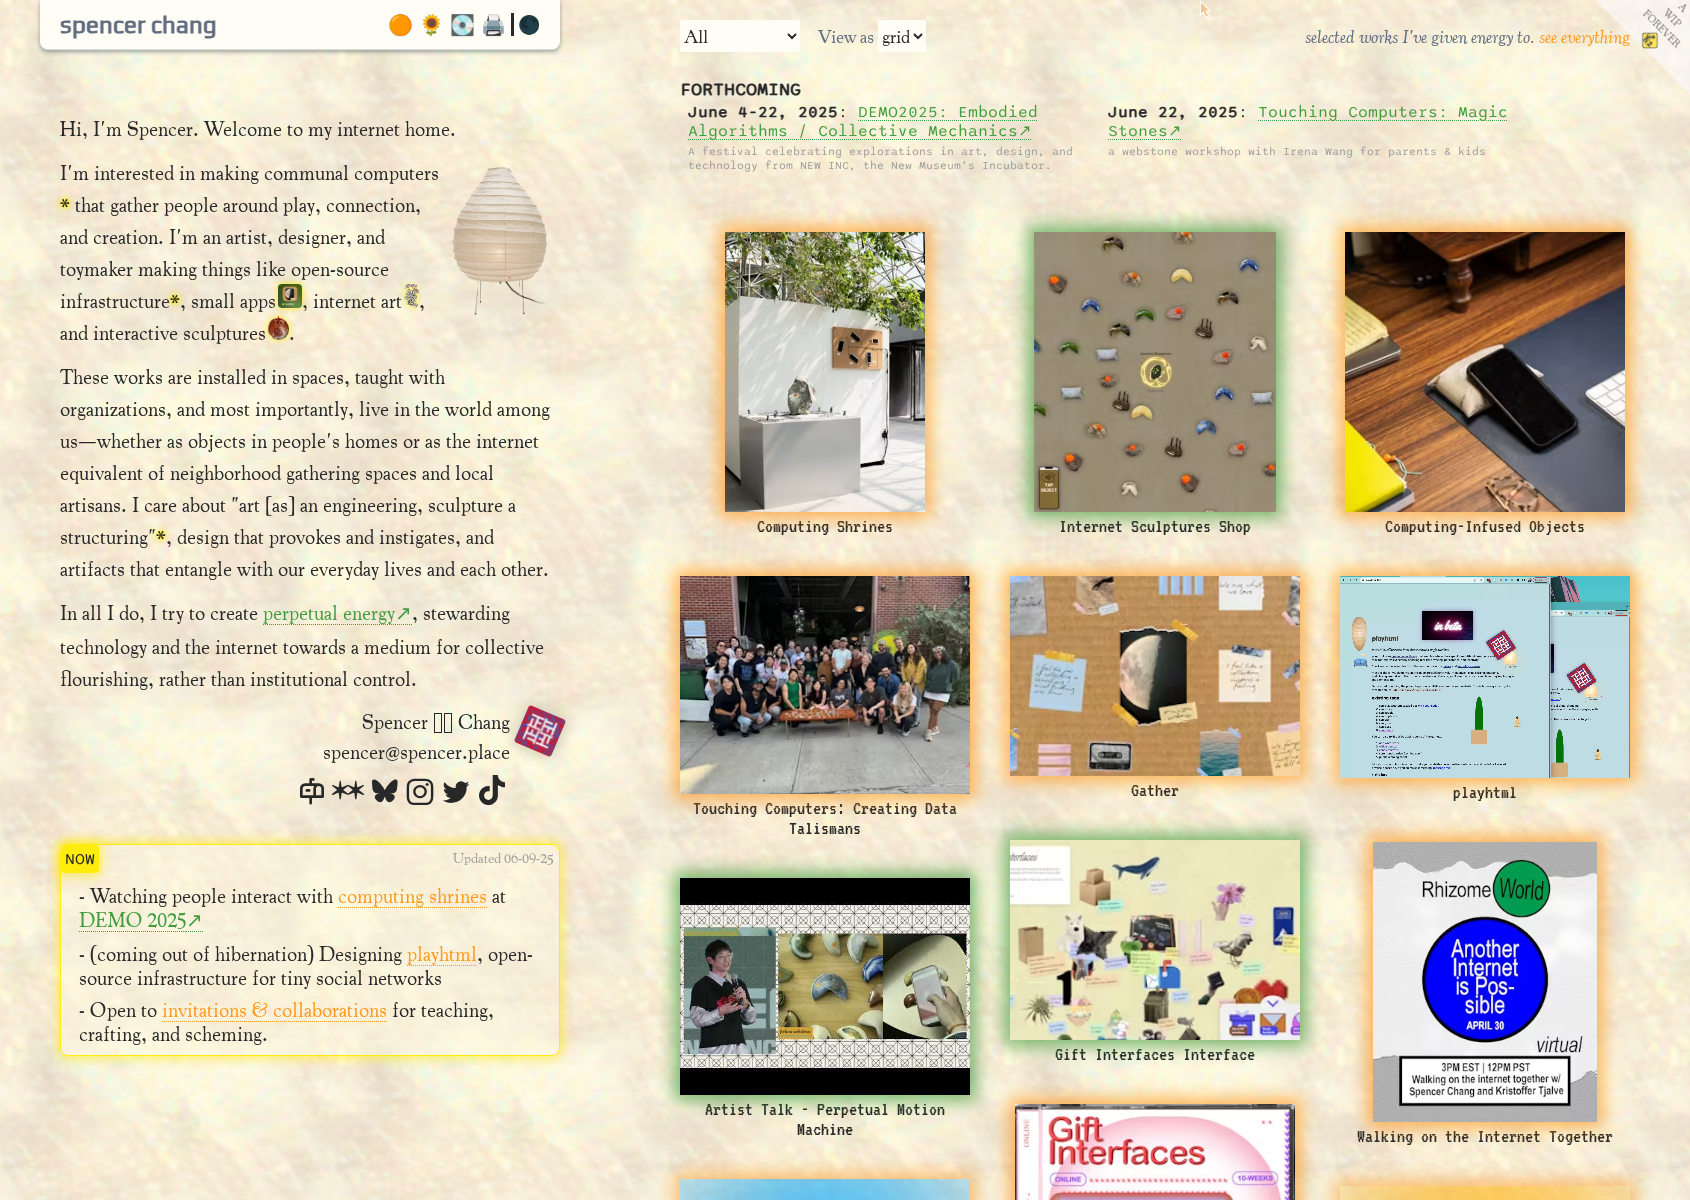 spencer chang
All
View as grid
selected works I've given energy to. see everything
A WIP FOREVER
Hi, I'm Spencer. Welcome to my internet home.
I'm interested in making communal computers
* that gather people around play, connection,
and creation. I'm an artist, designer, and
toymaker making things like open-source
infrastructure*, small apps, internet art,
and interactive sculptures.
These works are installed in spaces, taught with
organizations, and most importantly, live in the world among
us—whether as objects in people's homes or as the internet
equivalent of neighborhood gathering spaces and local
artisans. I care about "art [as] an engineering, sculpture a
structuring"*, design that provokes and instigates, and
artifacts that entangle with our everyday lives and each other.
In all I do, I try to create perpetual energy↗, stewarding
technology and the internet towards a medium for collective
flourishing, rather than institutional control.
Spencer Chang
spencer@spencer.place
NOW
Updated 06-09-25
- Watching people interact with computing shrines at
DEMO 2025↗
- (coming out of hibernation) Designing playhtml, open-
source infrastructure for tiny social networks
- Open to invitations & collaborations for teaching,
crafting, and scheming.
FORTHCOMING
June 4-22, 2025: DEMO2025: Embodied
Algorithms / Collective Mechanics↗
A festival celebrating explorations in art, design, and
technology from NEW INC, the New Museum's Incubator.
June 22, 2025: Touching Computers: Magic
Stones↗
a webstone workshop with Irena Wang for parents & kids
Computing Shrines
TAP
OBJECT
Internet Sculptures Shop
Computing-Infused Objects
Touching Computers: Creating Data
Talismans
we are what
we love.
I feel like a
Gather
in beta
playhtml
playhtml
Artist Talk - Perpetual Motion
Machine
Interfaces
Gift Interfaces Interface
Rhizome World
Another
Internet
is Pos-
sible
APRIL 30
virtual
3PM EST | 12PM PST
Walking on the internet together w/
Spencer Chang and Kristoffer Tjalve
Walking on the Internet Together
ONLINE
Gift
Interfaces
ONLINE
10-WEEKS